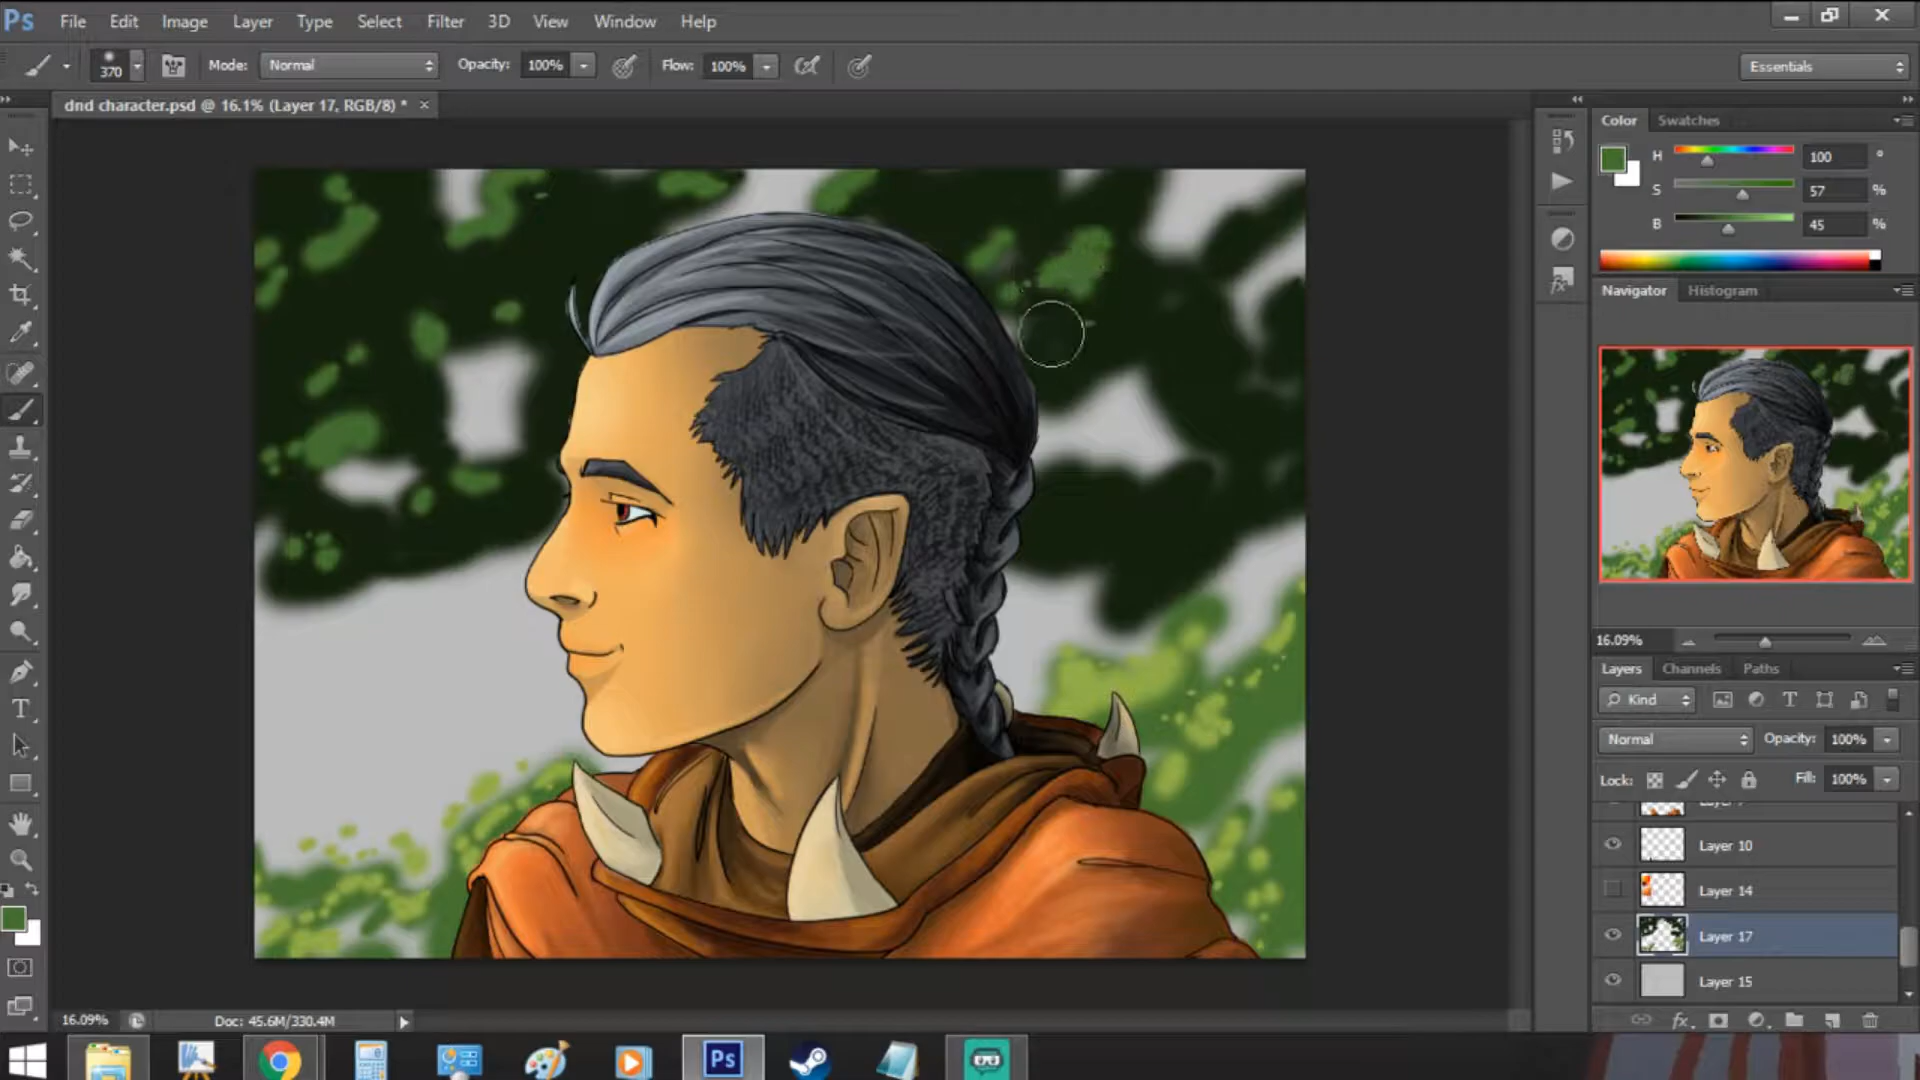 Ps File Edit Image Layer Type Select Filter 3D View Window Help
370 Mode: Normal Opacity: 100% Flow: 100% Essentials
dnd character.psd @ 16.1% (Layer 17, RGB/8) *
Color Swatches
H 100 °
S 57 %
B 45 %
Navigator Histogram
16.09%
Layers Channels Paths
Kind
Normal Opacity: 100%
Lock: Fill: 100%
Layer 10
Layer 14
Layer 17
Layer 15
fx
16.09% Doc: 45.6M/330.4M
Ps